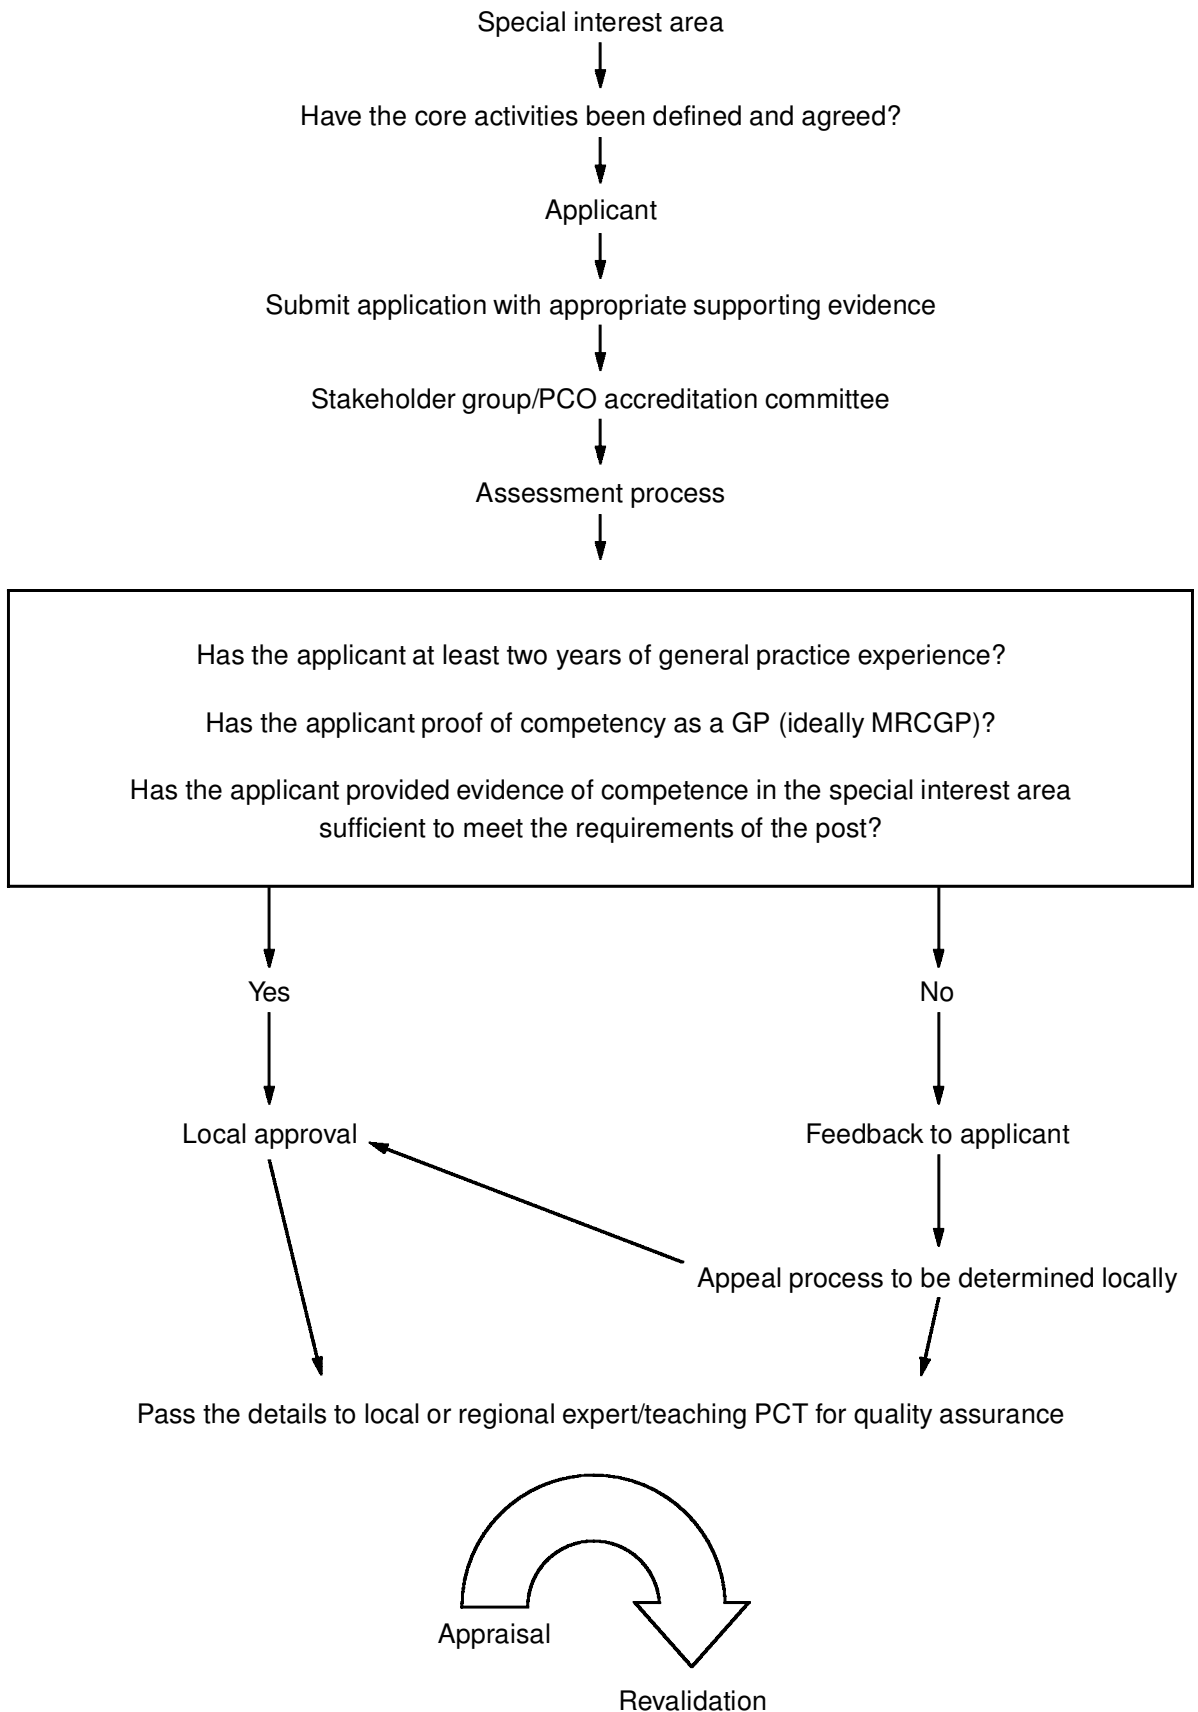 Special interest area
Have the core activities been defined and agreed?
Applicant
Submit application with appropriate supporting evidence
Stakeholder group/PCO accreditation committee
Assessment process
Has the applicant at least two years of general practice experience?
Has the applicant proof of competency as a GP (ideally MRCGP)?
Has the applicant provided evidence of competence in the special interest area
sufficient to meet the requirements of the post?
Yes
No
Local approval
Feedback to applicant
Appeal process to be determined locally
Pass the details to local or regional expert/teaching PCT for quality assurance
Appraisal
Revalidation